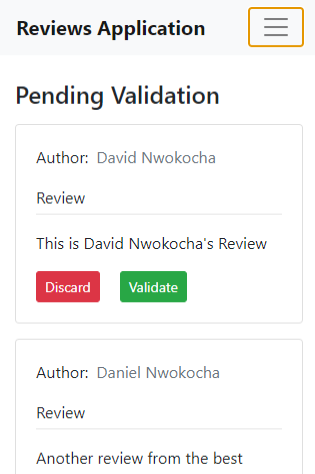 Reviews Application
Pending Validation
Author: David Nwokocha
Review
This is David Nwokocha's Review
Discard Validate
Author: Daniel Nwokocha
Review
Another review from the best